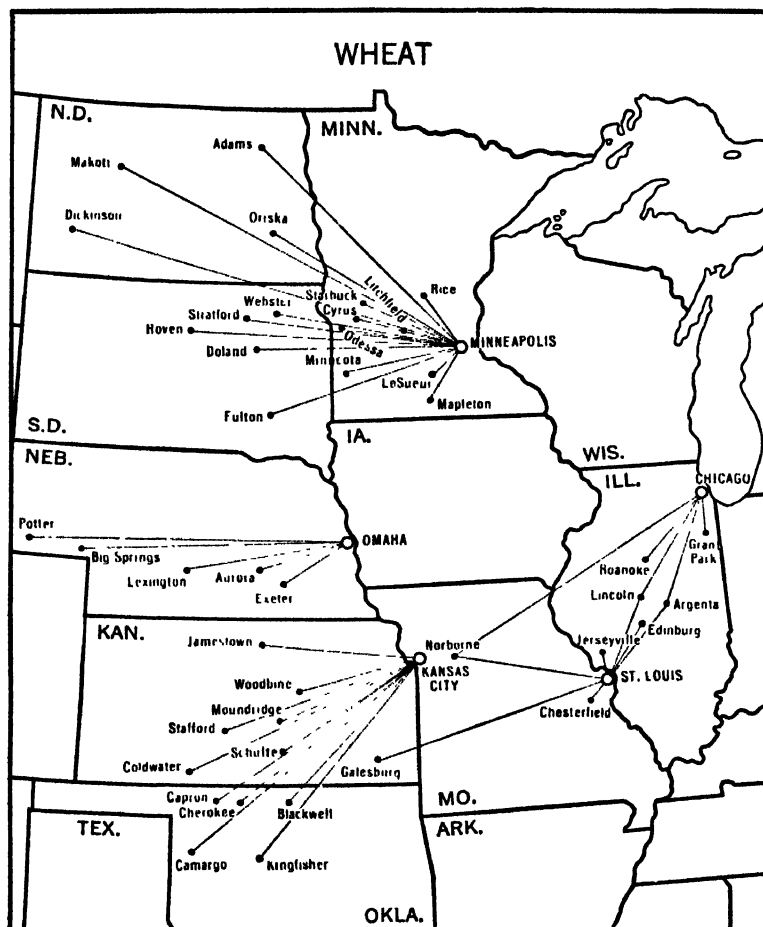 WHEAT
N.D.
MINN.
Adams
Makoti
Dickinson
Oriska
Litchfield
Starbuck
Rice
Webster
Stratford
Cyrus
Hoven
Odessa
MINNEAPOLIS
Doland
Minneota
LeSueur
Mapleton
Fulton
S.D.
IA.
NEB.
WIS.
ILL.
CHICAGO
Potter
OMAHA
Big Springs
Grant
Park
Lexington
Aurora
Roanoke
Exeter
Lincoln
Argenta
KAN.
Edinburg
Jamestown
Norborne
Jerseyville
KANSAS
CITY
ST. LOUIS
Woodbine
Moundridge
Chesterfield
Stafford
Schulte
Coldwater
Galesburg
Capron
Cherokee
Blackwell
MO.
TEX.
ARK.
Camargo
Kingfisher
OKLA.